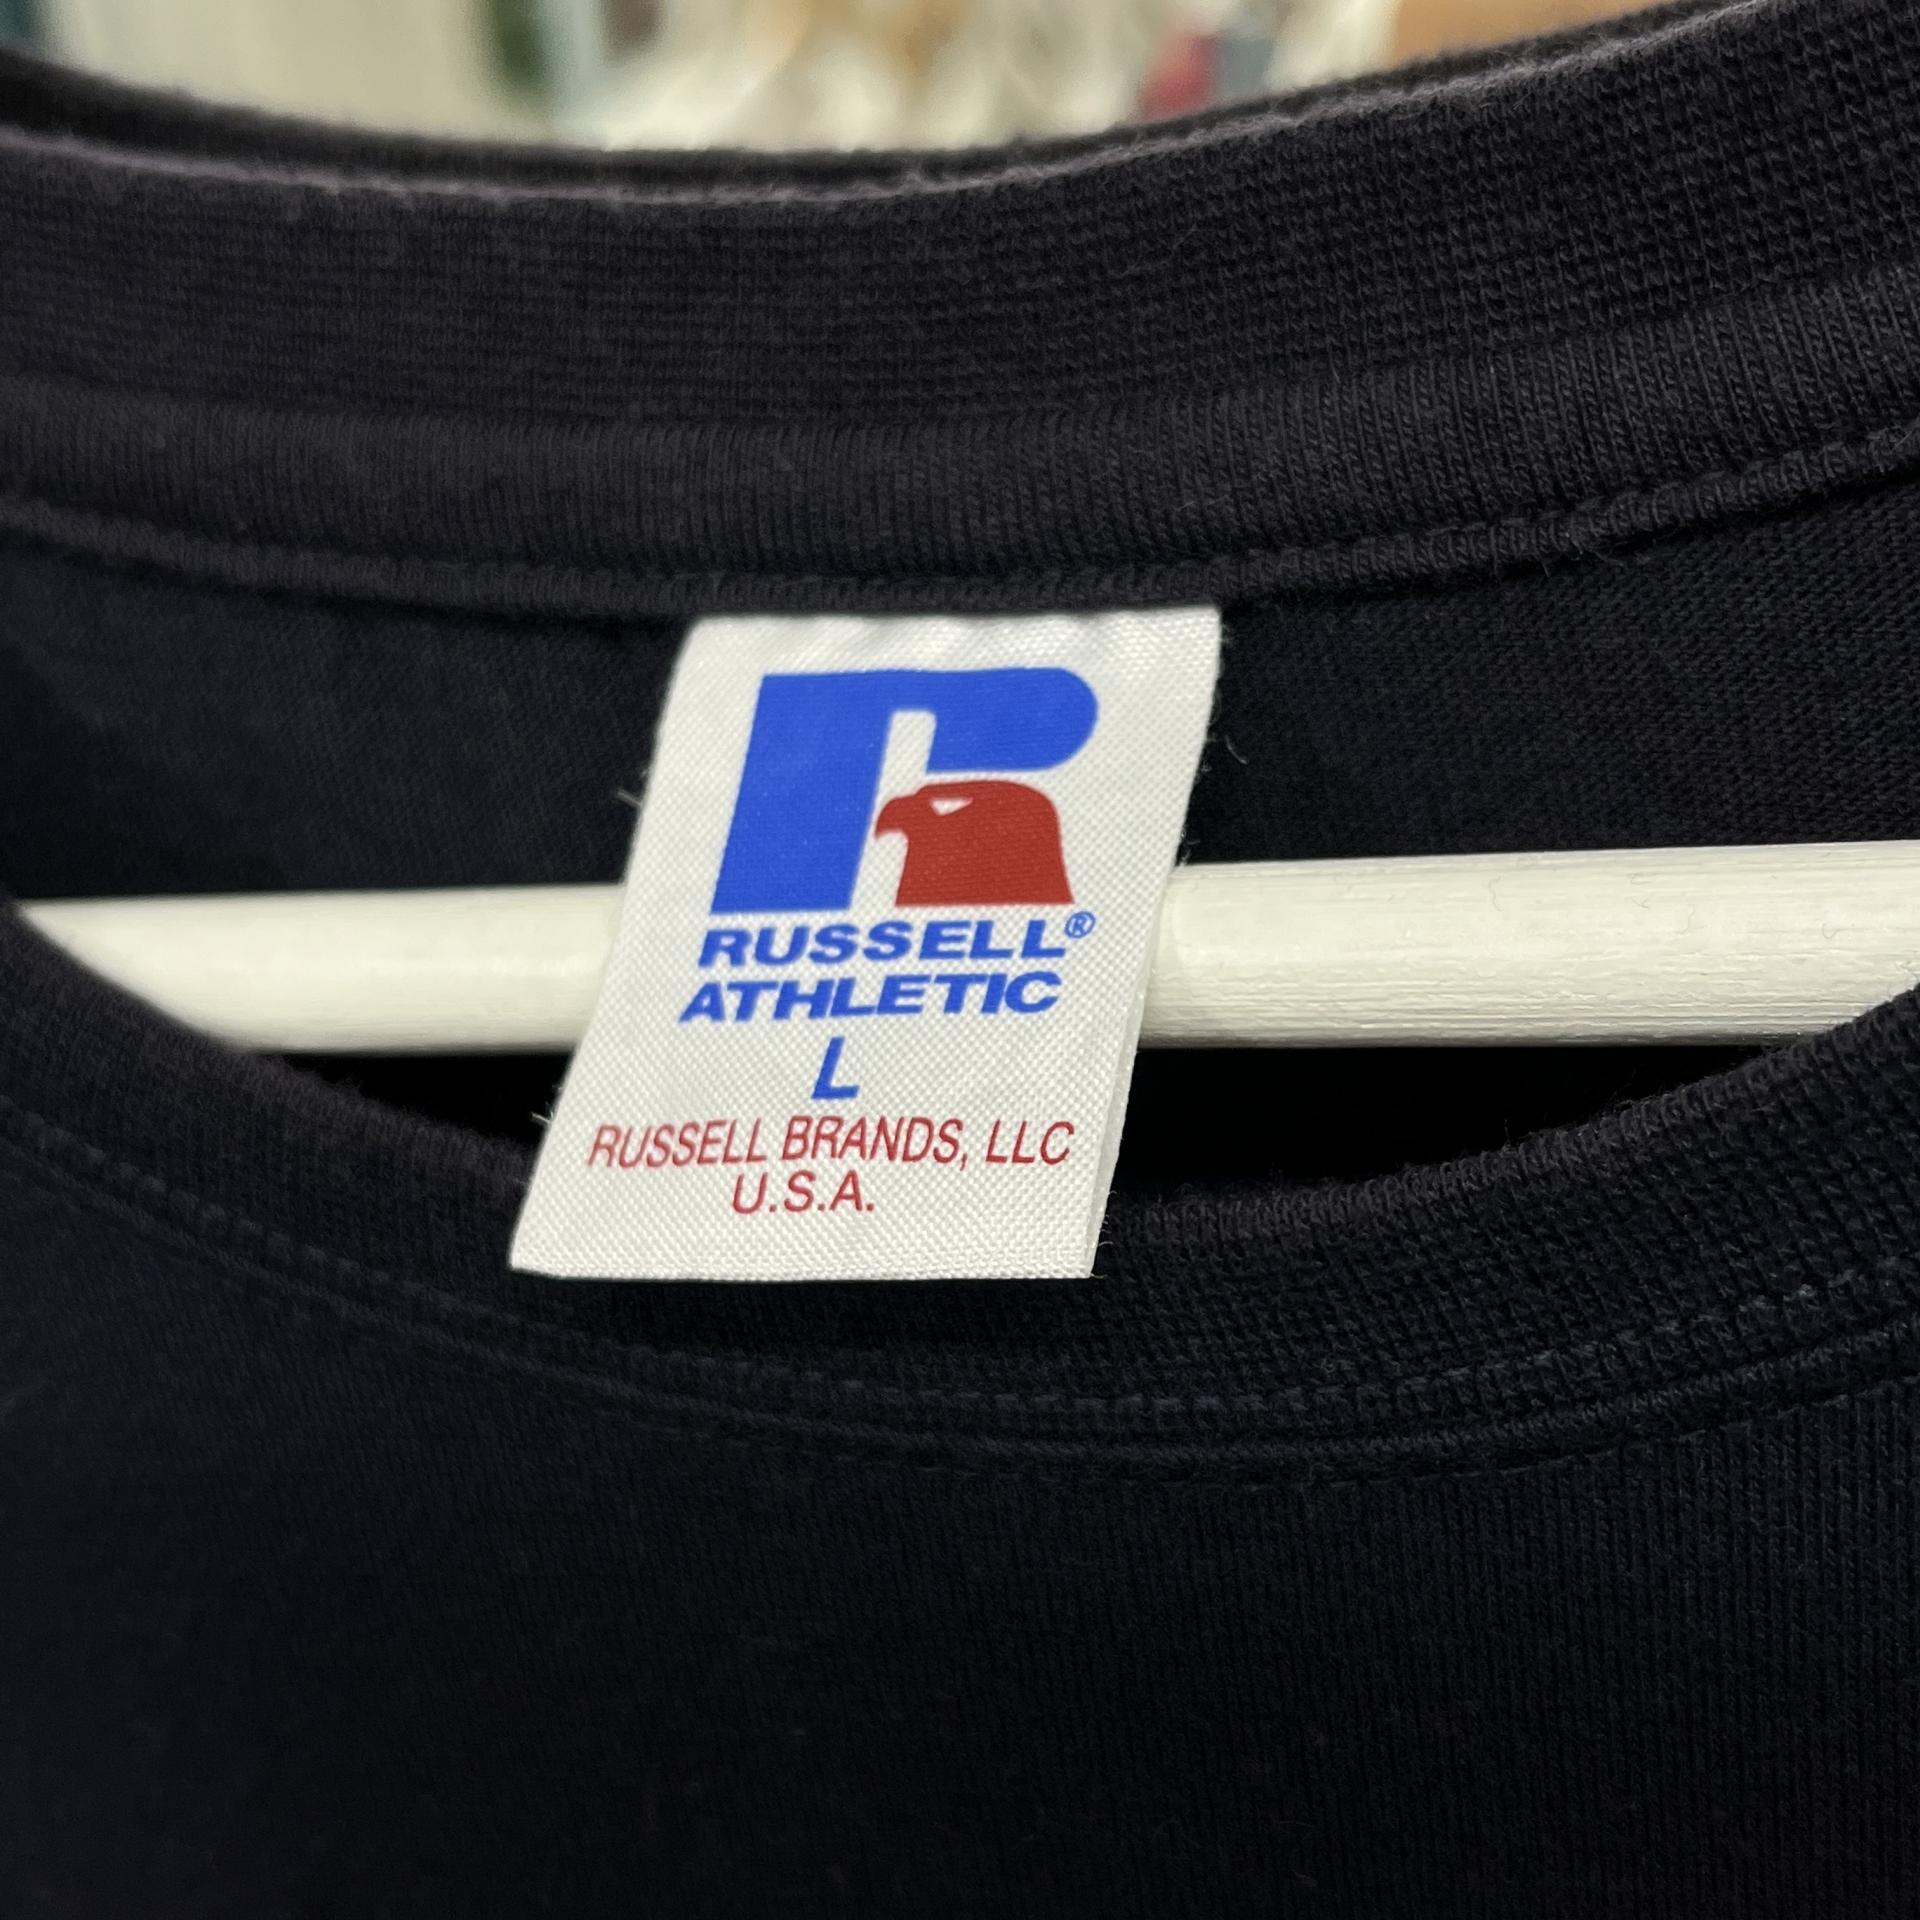 RUSSELL®
ATHLETIC
L
RUSSELL BRANDS, LLC
U.S.A.